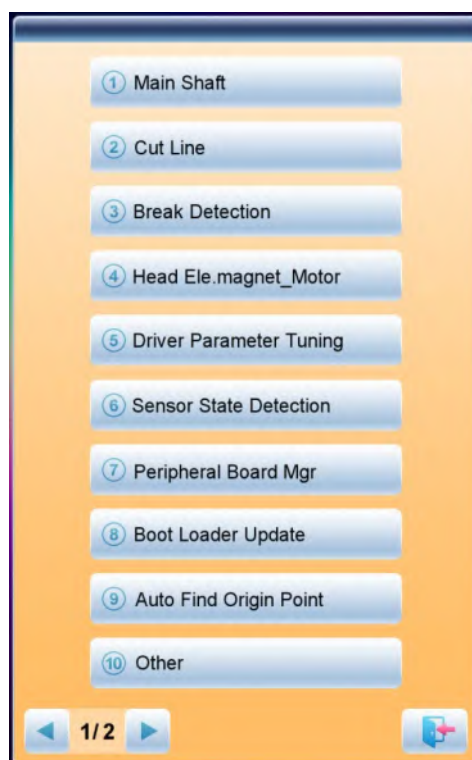 1 Main Shaft
2 Cut Line
3 Break Detection
4 Head Ele.magnet_Motor
5 Driver Parameter Tuning
6 Sensor State Detection
7 Peripheral Board Mgr
8 Boot Loader Update
9 Auto Find Origin Point
10 Other
1/2